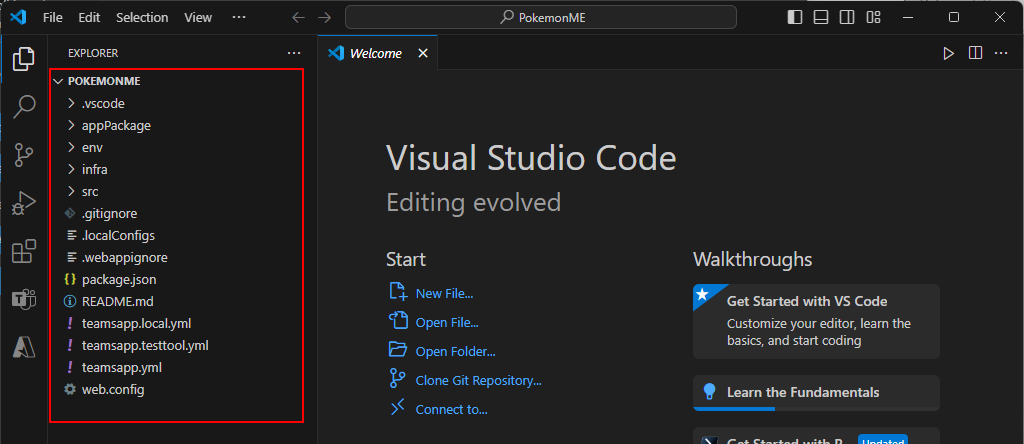 File Edit Selection View ...
PokemonME
EXPLORER
Welcome
POKEMONME
.vscode
appPackage
env
infra
src
.gitignore
.localConfigs
.webappignore
package.json
README.md
teamsapp.local.yml
teamsapp.testtool.yml
teamsapp.yml
web.config
Visual Studio Code
Editing evolved
Start
New File...
Open File...
Open Folder...
Clone Git Repository...
Connect to...
Walkthroughs
Get Started with VS Code
Customize your editor, learn the
basics, and start coding
Learn the Fundamentals
Get Started with Updated